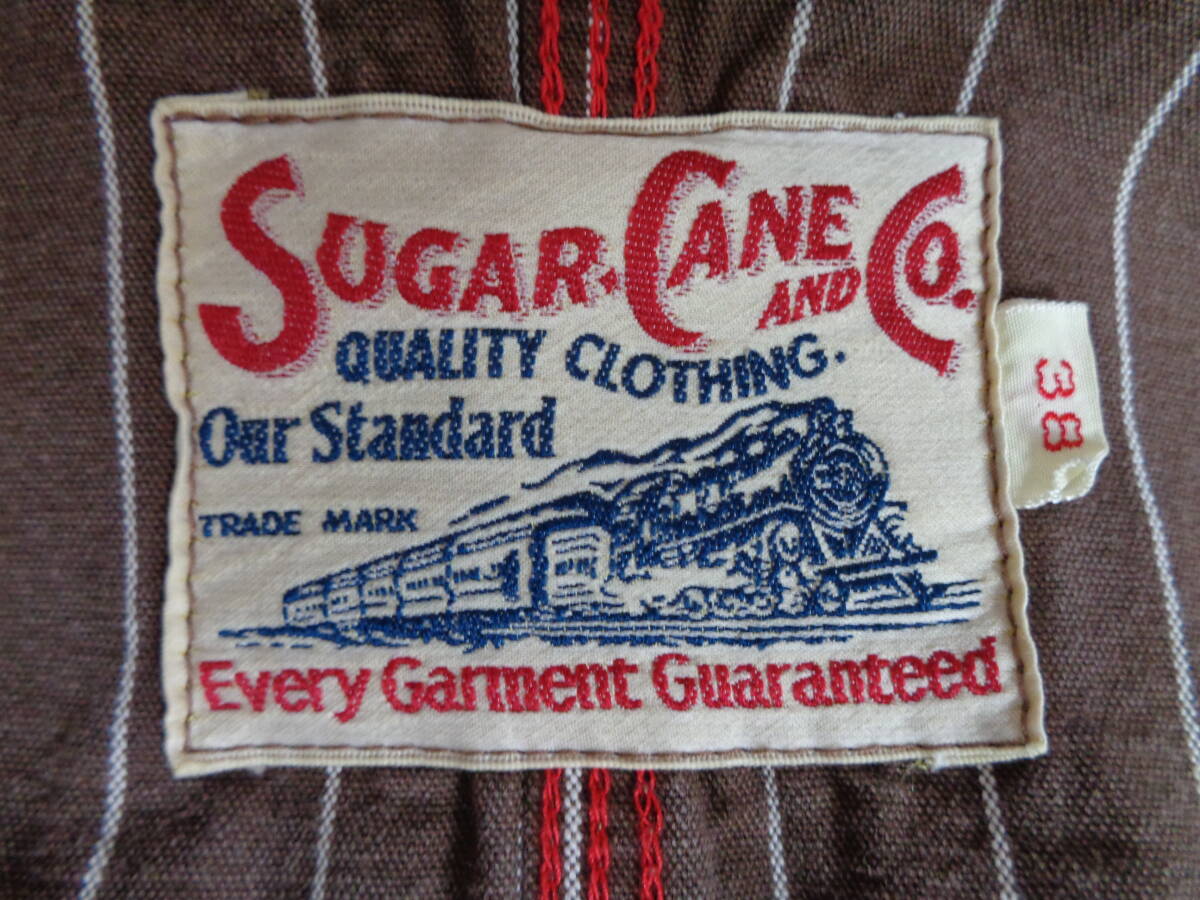 SUGAR. CANE AND CO.
QUALITY CLOTHING.
Our Standard
TRADE MARK
Every Garment Guaranteed
38